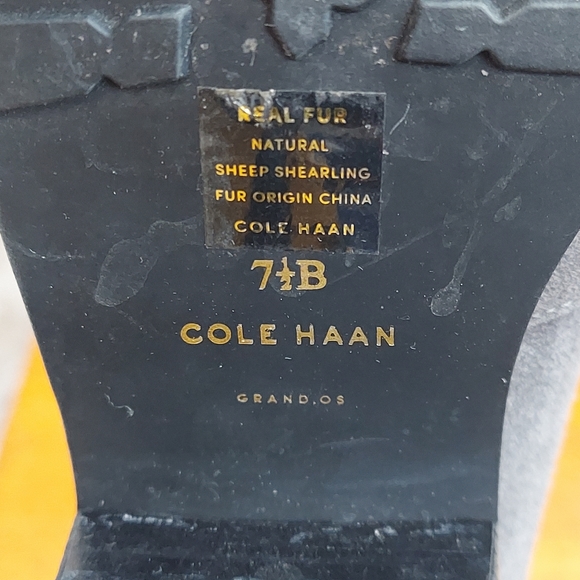 REAL FUR
NATURAL
SHEEP SHEARLING
FUR ORIGIN CHINA
COLE HAAN
7½B
COLE HAAN
GRAND.OS